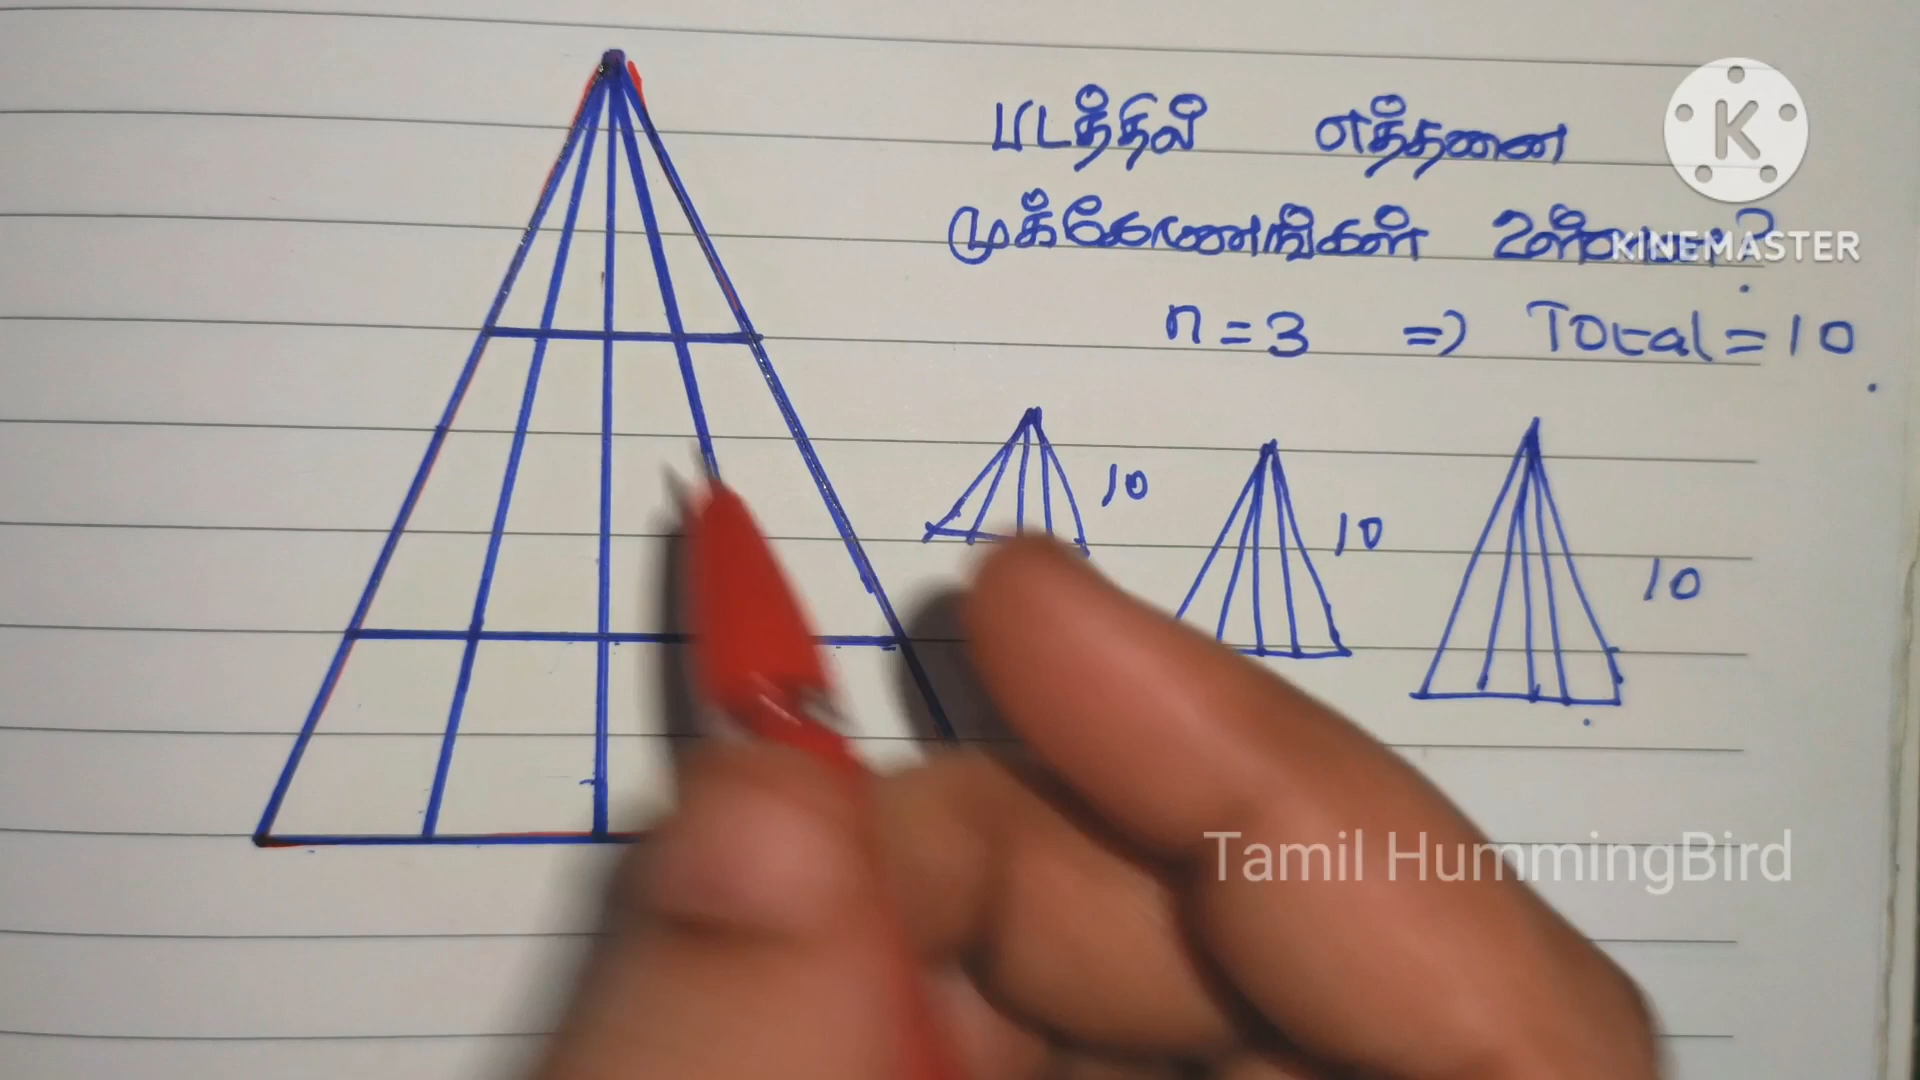 படத்தில் எத்தனை
முக்கோணங்கள் உள்ளன?
K
KINEMASTER
n = 3 => Total = 10
10
10
10
Tamil HummingBird